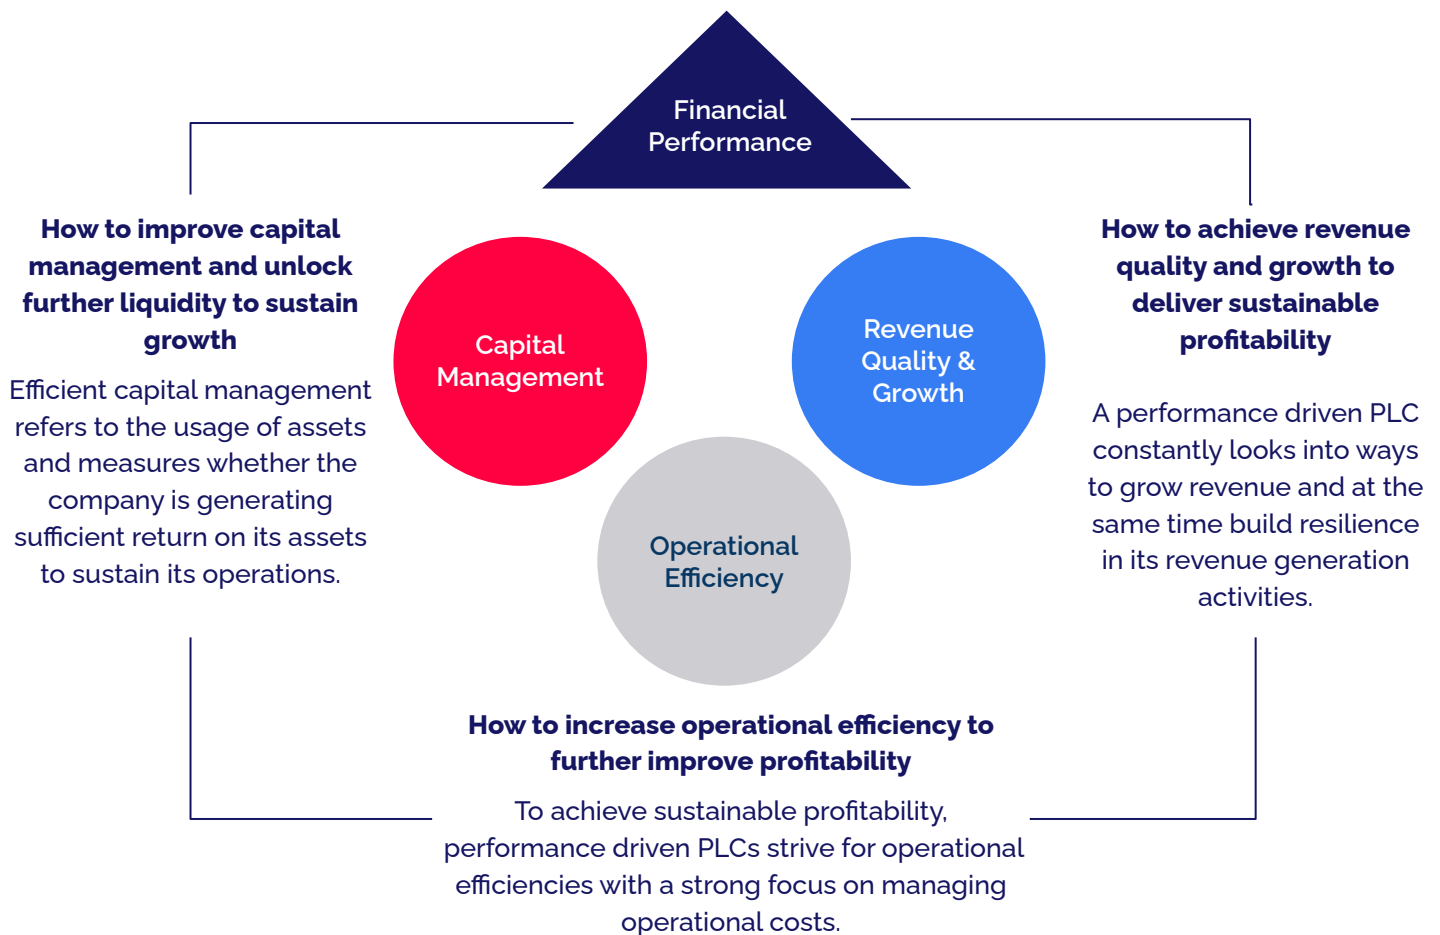 Financial
Performance
How to improve capital
management and unlock
further liquidity to sustain
growth
Efficient capital management
refers to the usage of assets
and measures whether the
company is generating
sufficient return on its assets
to sustain its operations.
Capital
Management
Revenue
Quality &
Growth
Operational
Efficiency
How to achieve revenue
quality and growth to
deliver sustainable
profitability
A performance driven PLC
constantly looks into ways
to grow revenue and at the
same time build resilience
in its revenue generation
activities.
How to increase operational efficiency to
further improve profitability
To achieve sustainable profitability,
performance driven PLCs strive for operational
efficiencies with a strong focus on managing
operational costs.